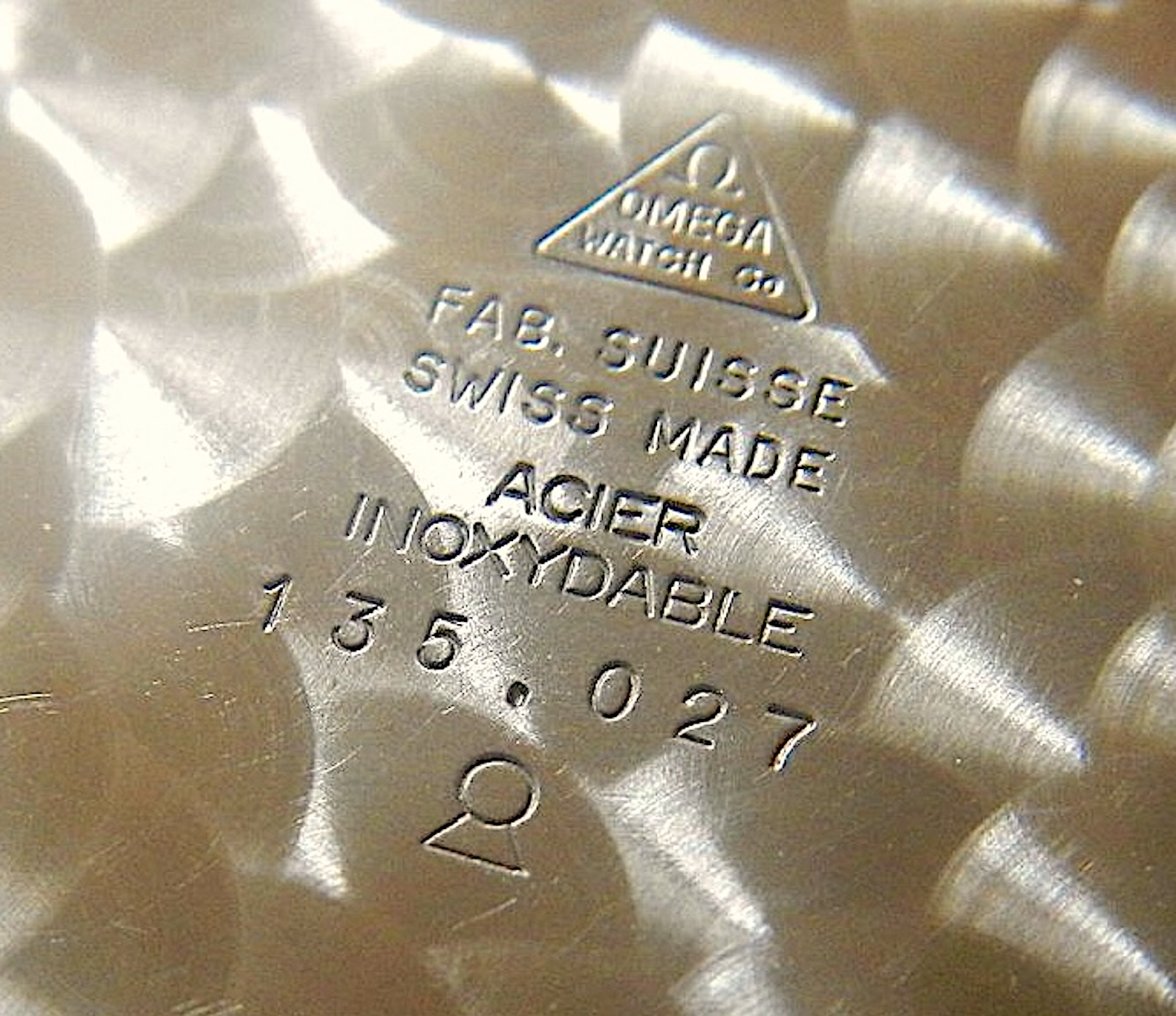 Ω
OMEGA
WATCH Co
FAB. SUISSE
SWISS MADE
ACIER
INOXYDABLE
135.027